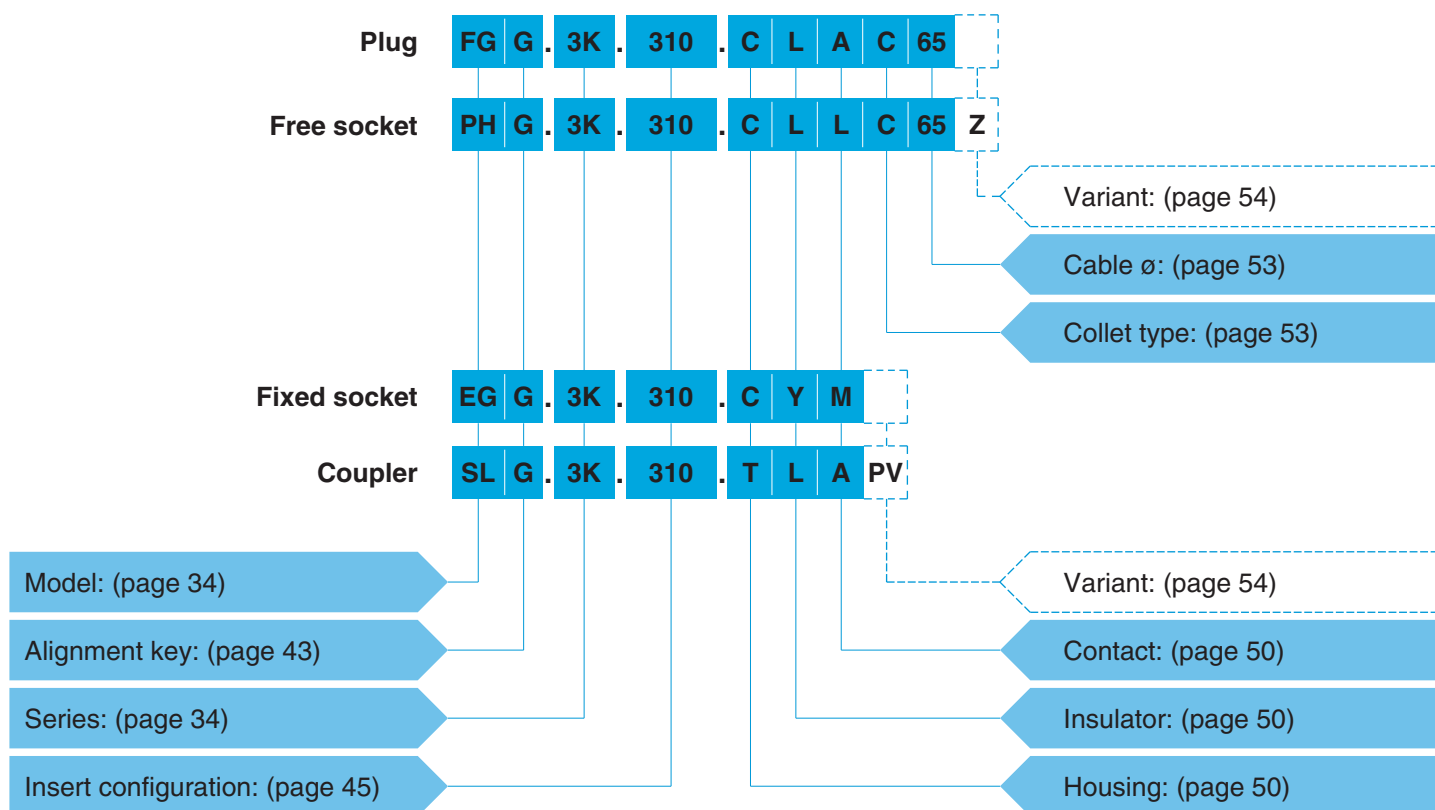 Plug FG G . 3K . 310 . C L A C 65
Free socket PH G . 3K . 310 . C L L C 65 Z
Variant: (page 54)
Cable ø: (page 53)
Collet type: (page 53)
Fixed socket EG G . 3K . 310 . C Y M
Coupler SL G . 3K . 310 . T L A PV
Model: (page 34) Variant: (page 54)
Alignment key: (page 43) Contact: (page 50)
Series: (page 34) Insulator: (page 50)
Insert configuration: (page 45) Housing: (page 50)